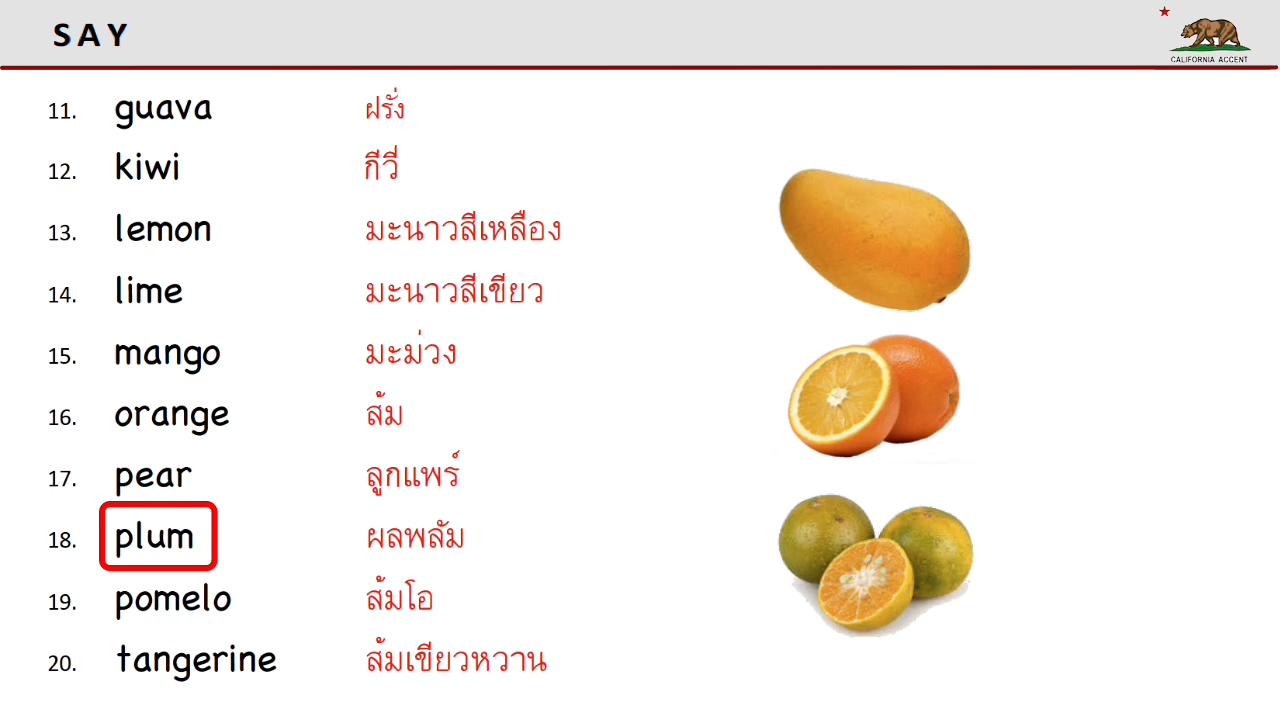 SAY
CALIFORNIA ACCENT
11. guava ฝรั่ง
12. kiwi กีวี่
13. lemon มะนาวสีเหลือง
14. lime มะนาวสีเขียว
15. mango มะม่วง
16. orange ส้ม
17. pear ลูกแพร์
18. plum ผลพลัม
19. pomelo ส้มโอ
20. tangerine ส้มเขียวหวาน